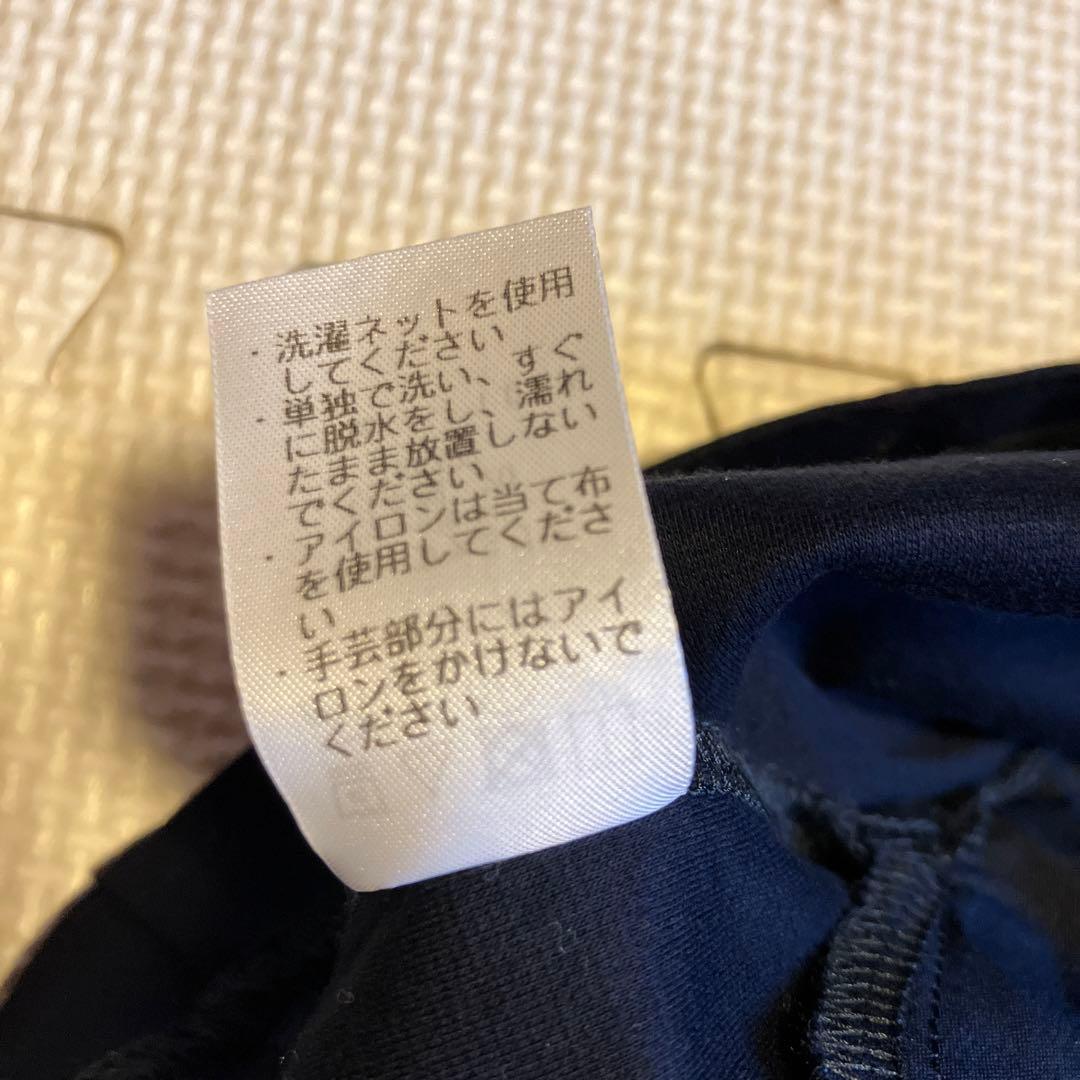 ・洗濯ネットを使用
してください
・単独で洗い、すぐ
に脱水をし、濡れ
たまま放置しない
でください
・アイロンは当て布
を使用してくださ
い
・手芸部分にはアイ
ロンをかけないで
ください